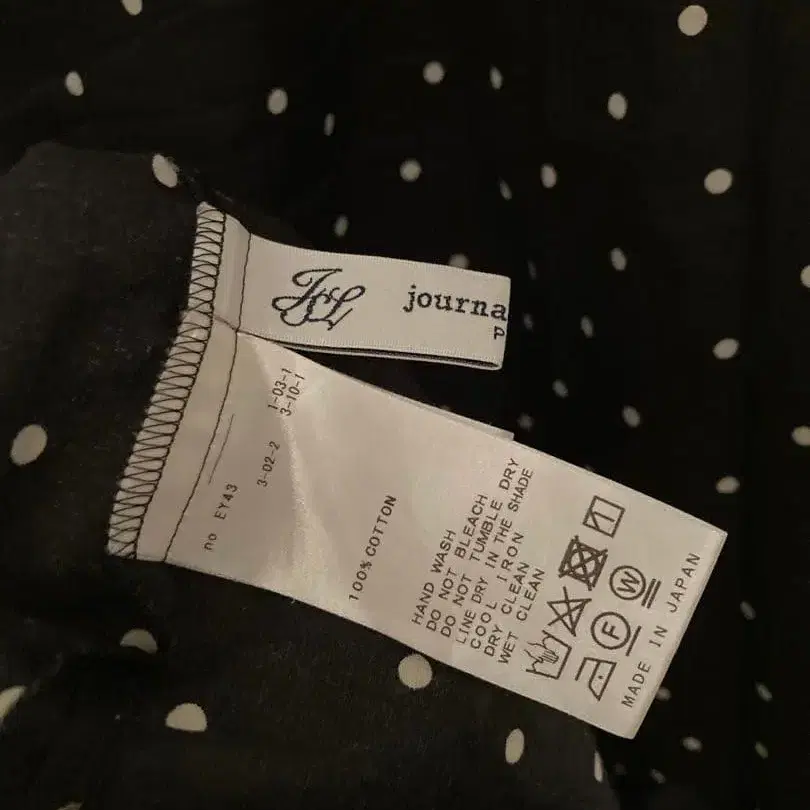 journa
P
no EY43
3-02-2
1-03-1
3-10-1
100%COTTON
HAND WASH
DO NOT BLEACH
DO NOT TUMBLE DRY
LINE DRY IN THE SHADE
COOL IRON
DRY CLEAN
WET CLEAN
F
W
MADE IN JAPAN